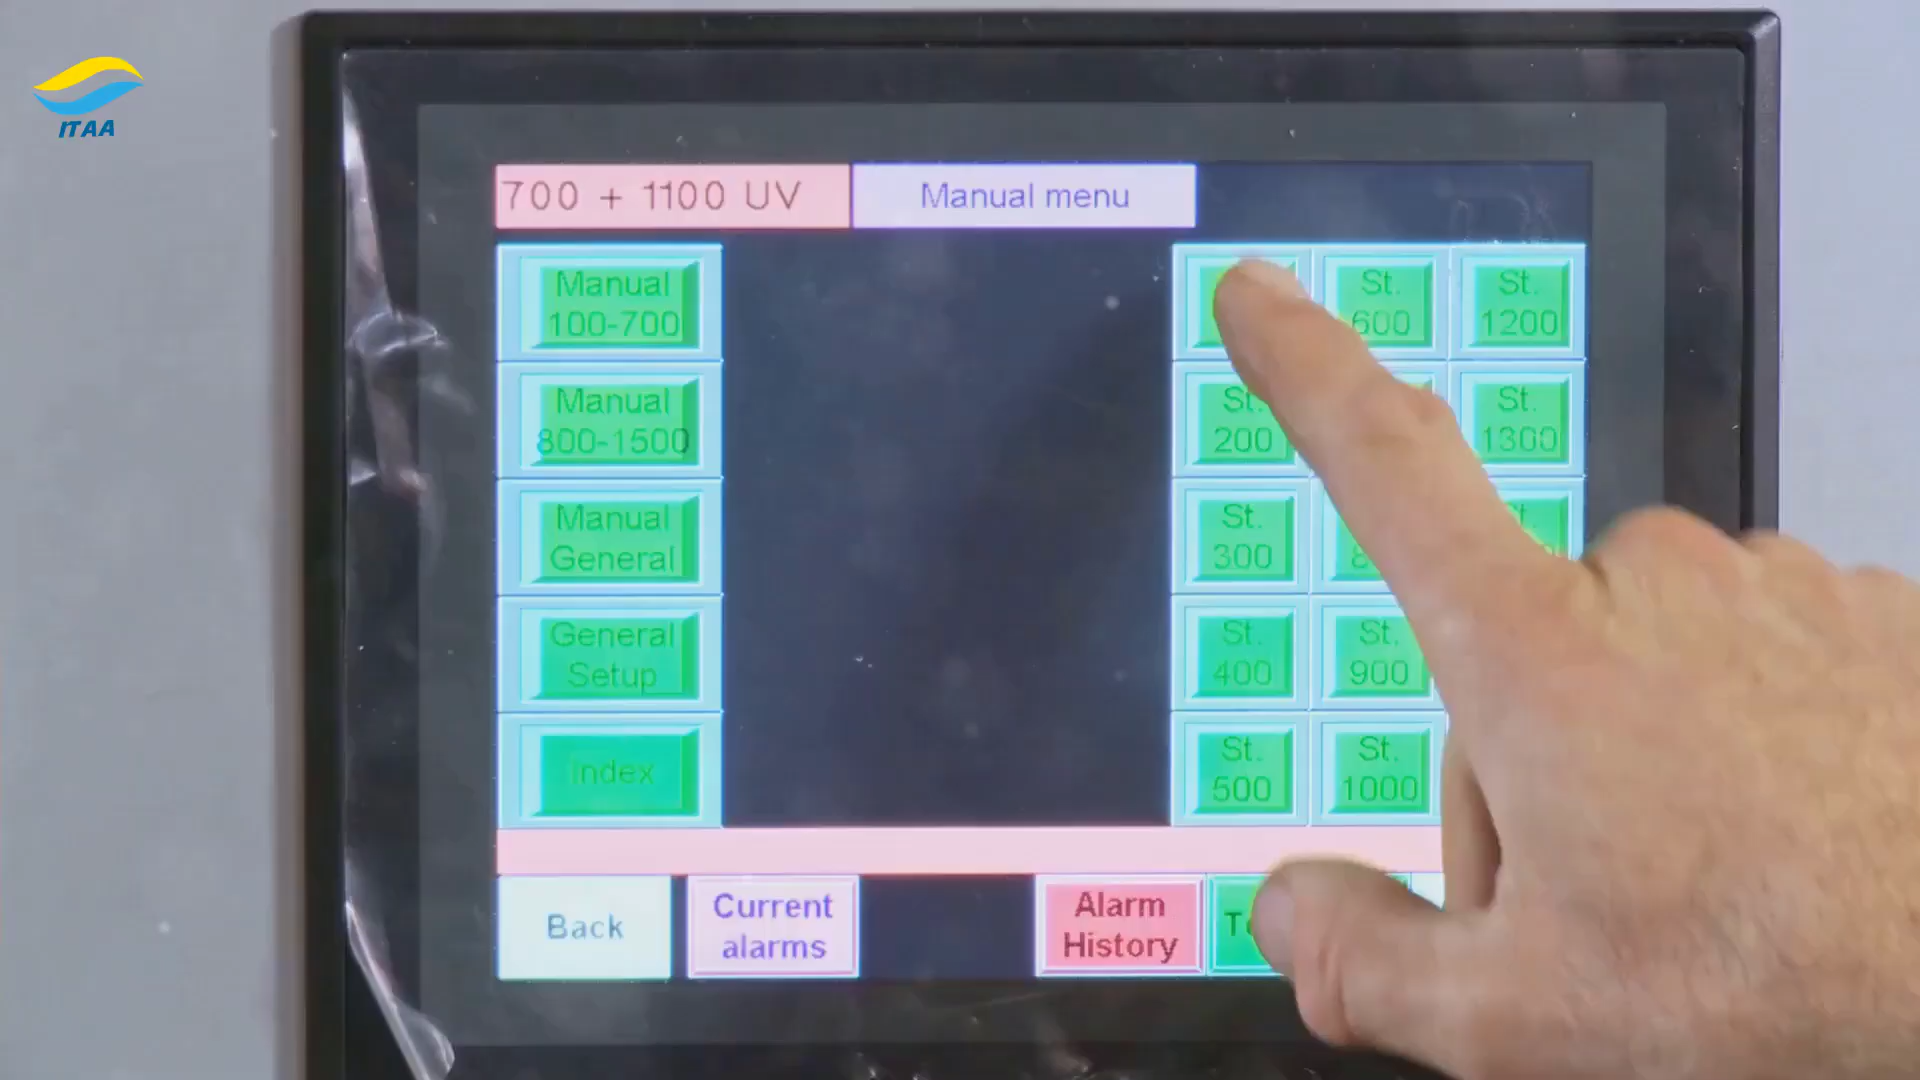 ITAA
700 + 1100 UV
Manual menu
Manual
100-700
Manual
800-1500
Manual
General
General
Setup
Index
St.
200
St.
300
St.
400
St.
500
St.
600
St.
900
St.
1000
St.
1200
St.
1300
Back
Current
alarms
Alarm
History